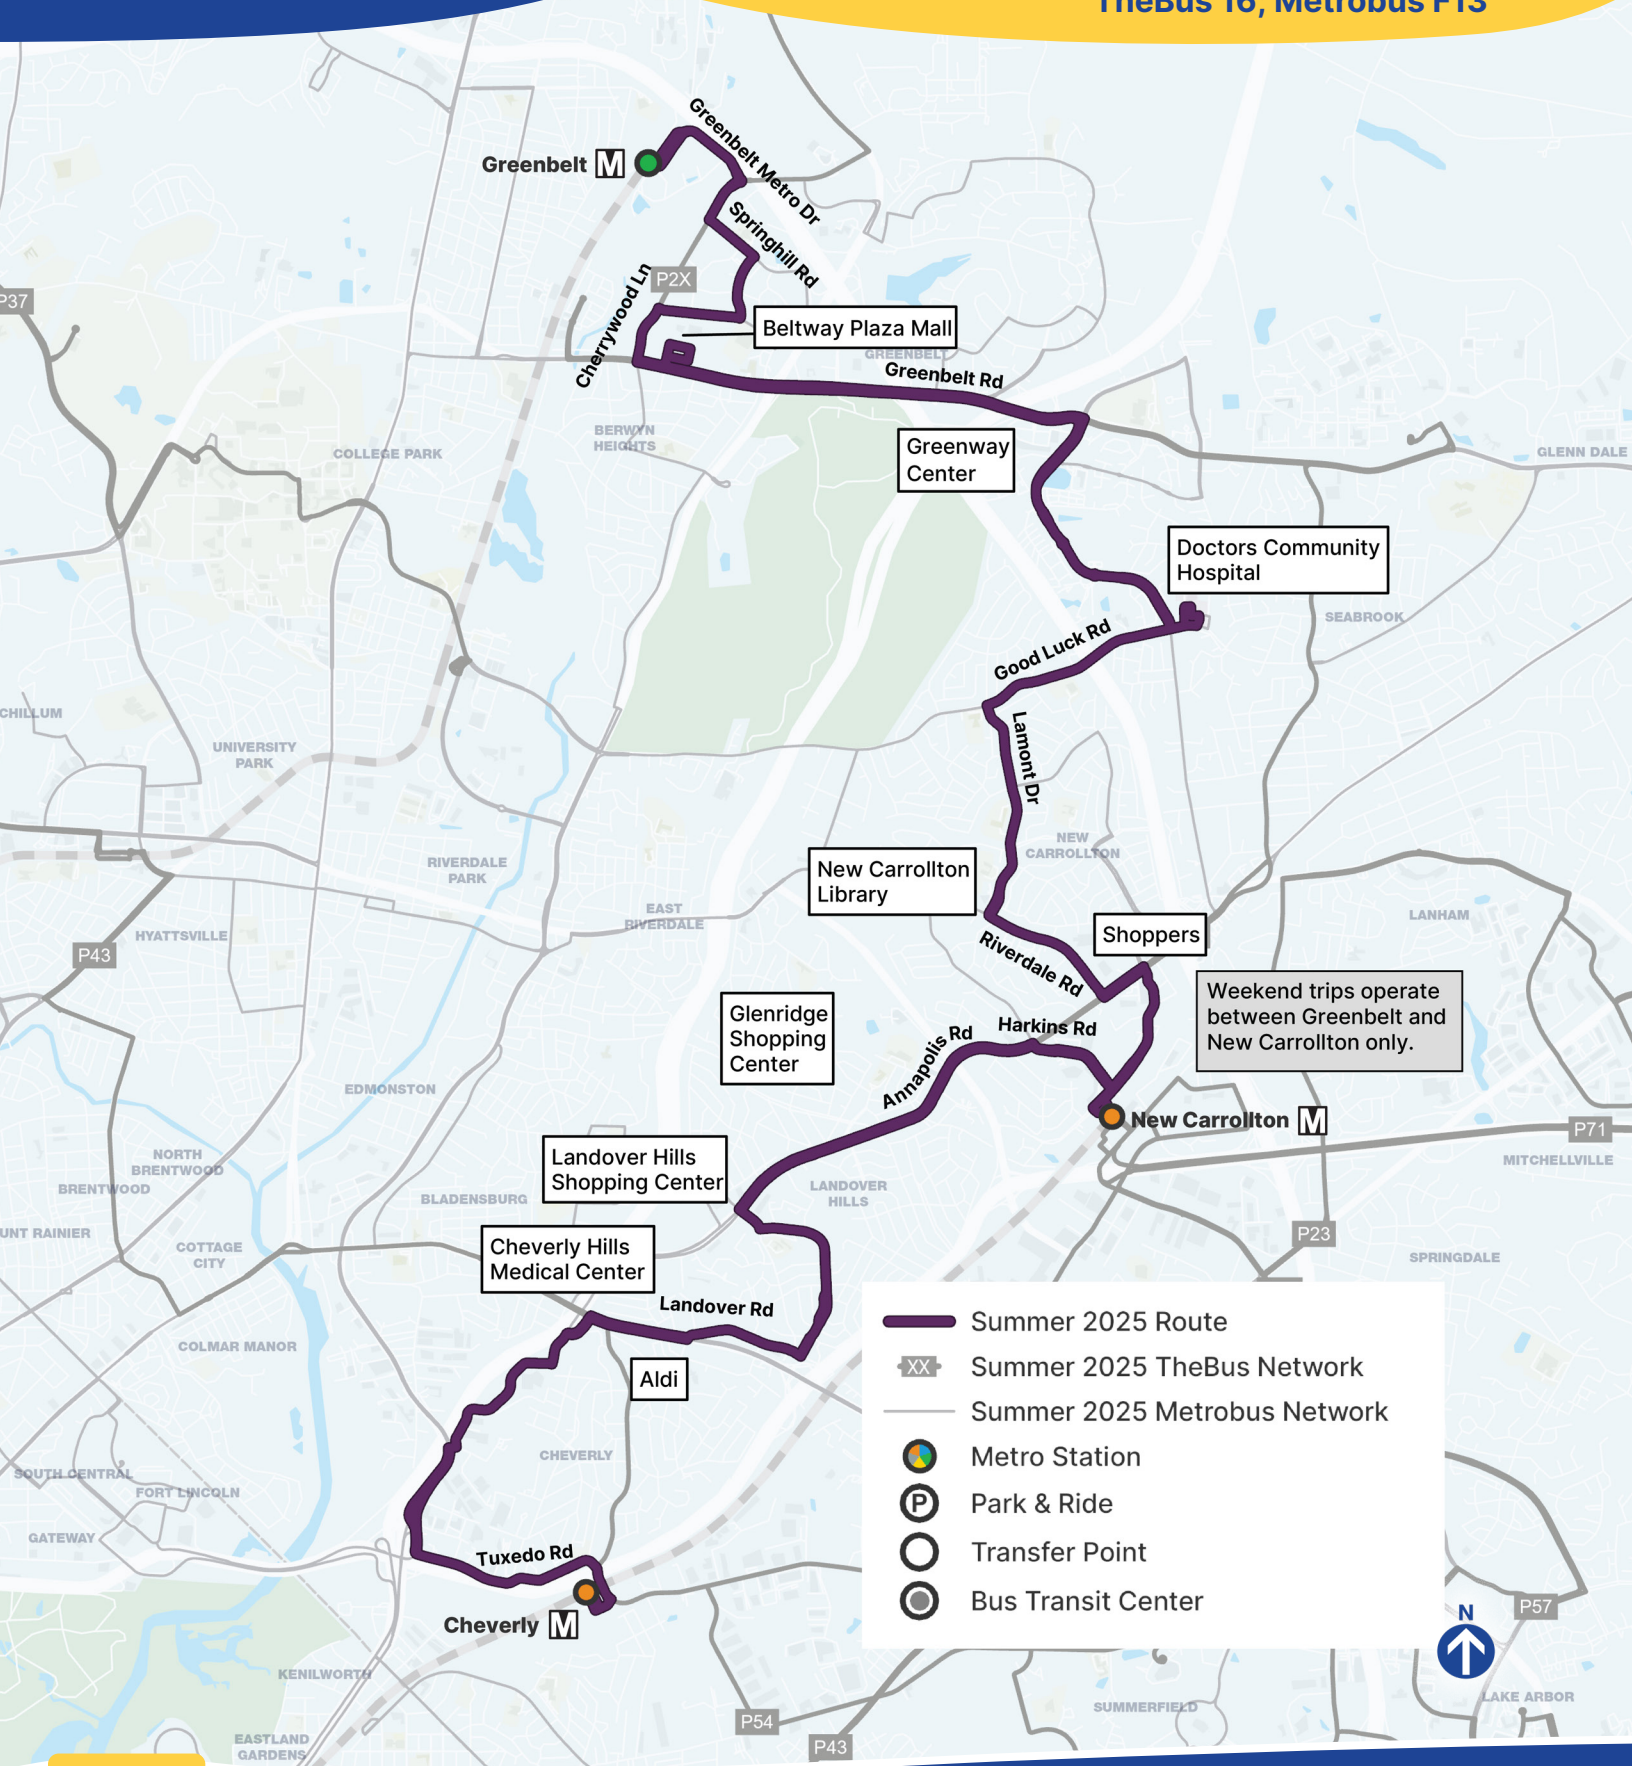 TheBus 16, Metrobus F13
Greenbelt M
Greenbelt Metro Dr
Springhill Rd
P2X
Cherrywood Ln
P37
Beltway Plaza Mall
GREENBELT
Greenbelt Rd
BERWYN
HEIGHTS
COLLEGE PARK
Greenway
Center
GLENN DALE
Doctors Community
Hospital
SEABROOK
Good Luck Rd
Lamont Dr
CHILLUM
UNIVERSITY
PARK
NEW
CARROLLTON
RIVERDALE
PARK
New Carrollton
Library
EAST
RIVERDALE
HYATTSVILLE
P43
LANHAM
Shoppers
Riverdale Rd
Weekend trips operate
between Greenbelt and
New Carrollton only.
Glenridge
Shopping
Center
Harkins Rd
Annapolis Rd
EDMONSTON
New Carrollton M
P71
MITCHELLVILLE
NORTH
BRENTWOOD
BRENTWOOD
Landover Hills
Shopping Center
BLADENSBURG
LANDOVER
HILLS
UNT RAINIER
COTTAGE
CITY
Cheverly Hills
Medical Center
P23
SPRINGDALE
Landover Rd
COLMAR MANOR
Aldi
Summer 2025 Route
XX
Summer 2025 TheBus Network
Summer 2025 Metrobus Network
Metro Station
P
Park & Ride
Transfer Point
Bus Transit Center
CHEVERLY
SOUTH CENTRAL
FORT LINCOLN
GATEWAY
Tuxedo Rd
Cheverly M
P57
N
KENILWORTH
SUMMERFIELD
LAKE ARBOR
P54
P43
EASTLAND
GARDENS